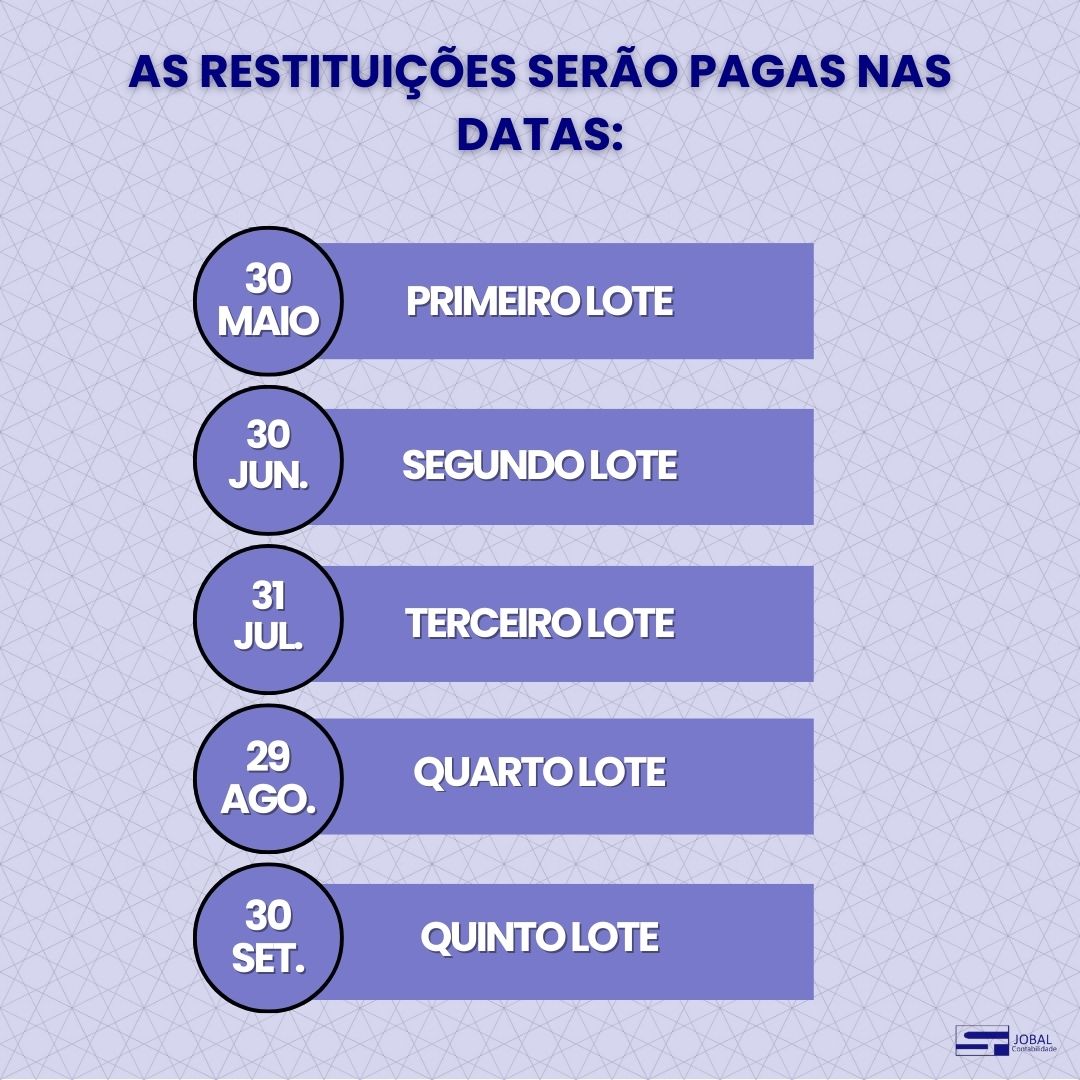 AS RESTITUIÇÕES SERÃO PAGAS NAS
DATAS:
30
MAIO
PRIMEIRO LOTE
30
JUN.
SEGUNDO LOTE
31
JUL.
TERCEIRO LOTE
29
AGO.
QUARTO LOTE
30
SET.
QUINTO LOTE
JOBAL
Contabilidade